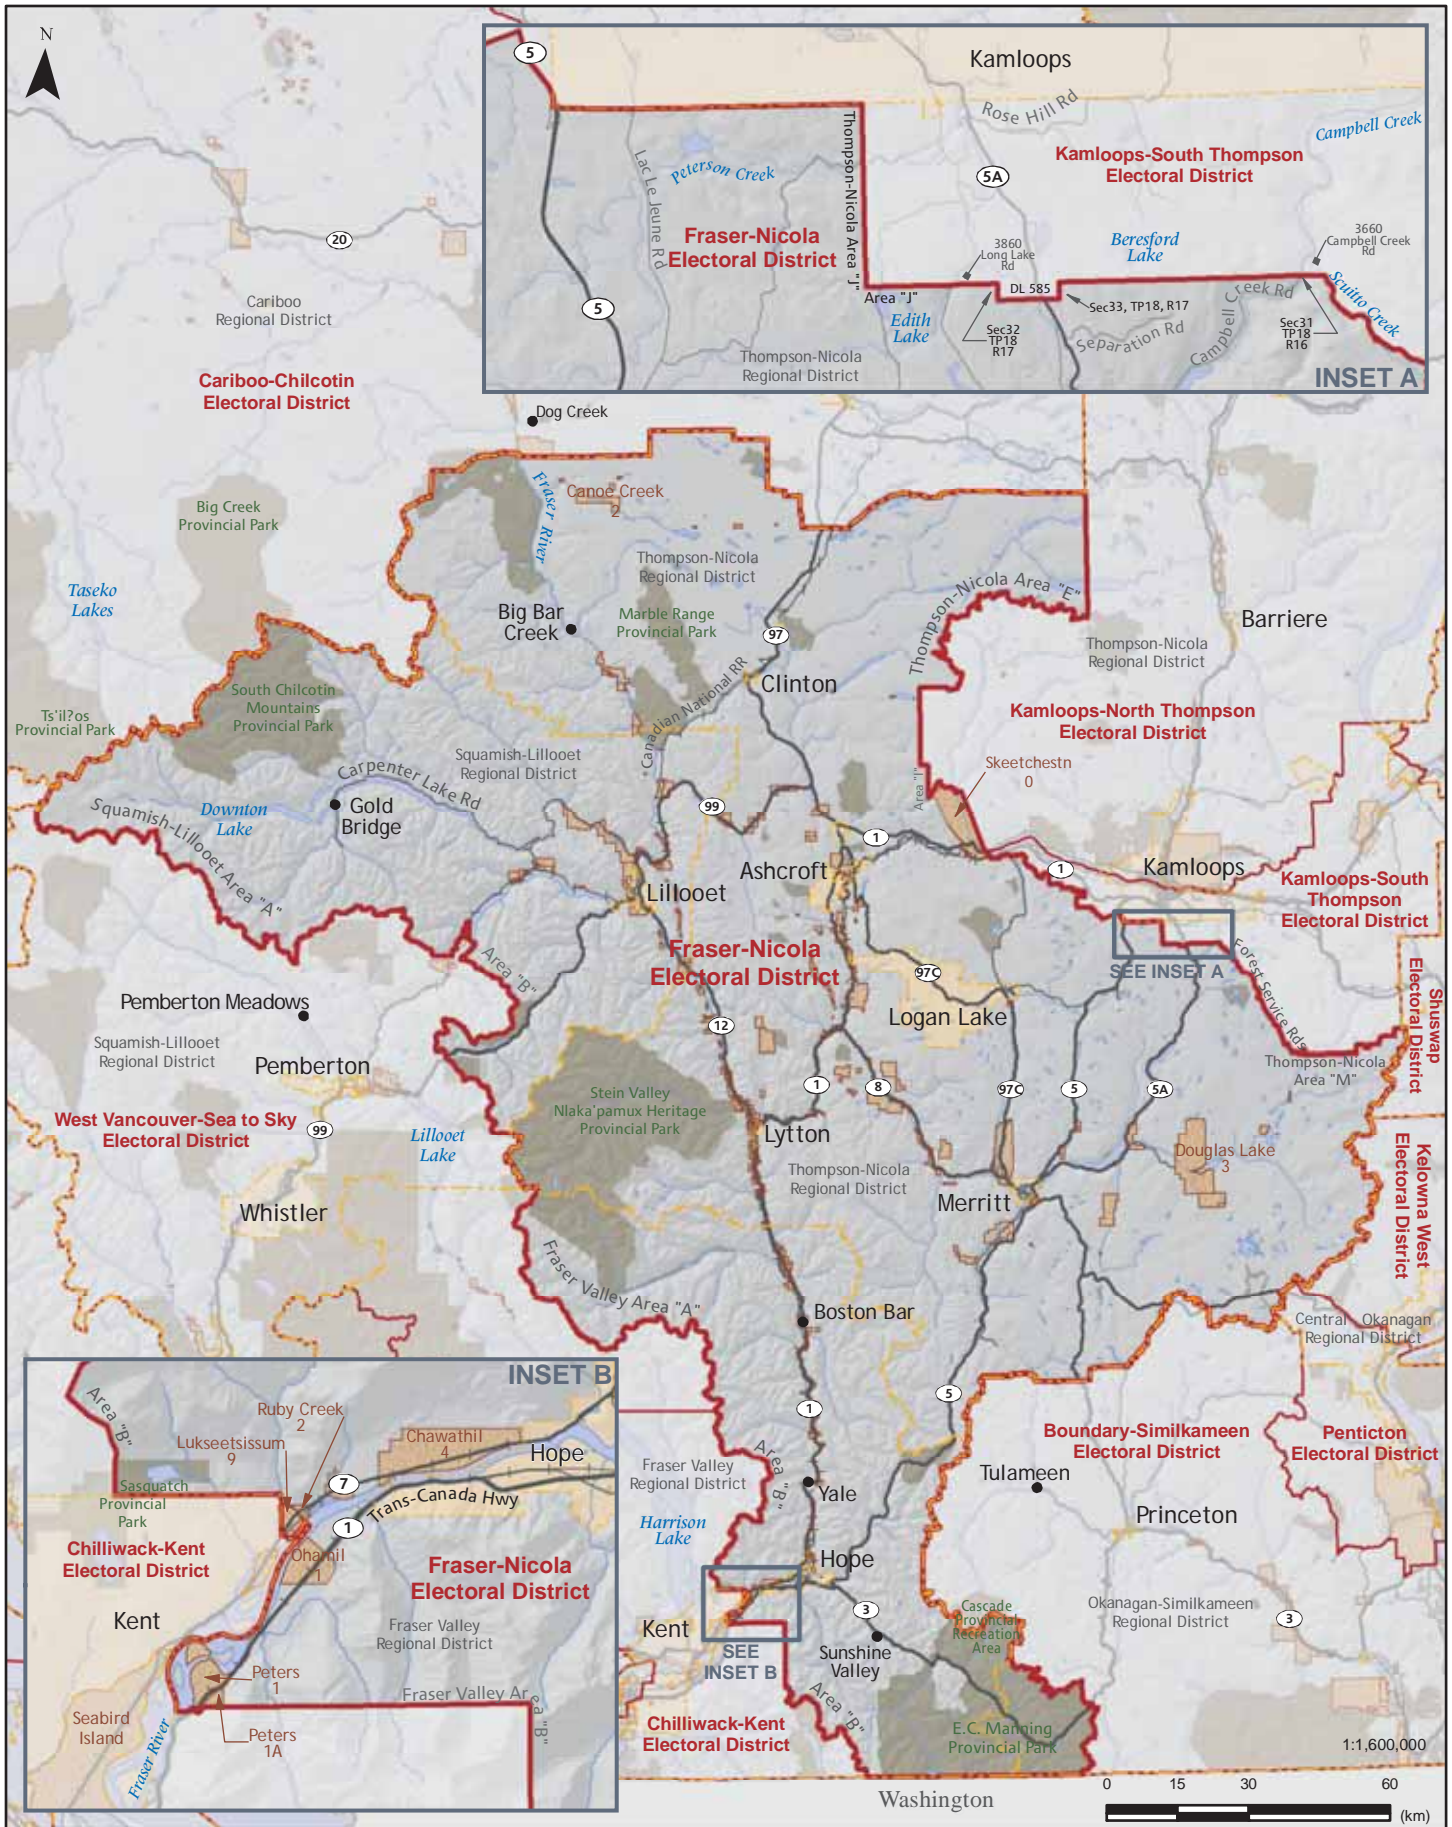 N
5
Kamloops
Rose Hill Rd
Campbell Creek
Thompson-Nicola Area "J"
Lac Le Jeune Rd
Peterson Creek
5A
Kamloops-South Thompson
Electoral District
Fraser-Nicola
Electoral District
3860
Long Lake
Rd
Beresford
Lake
3660
Campbell Creek
Rd
Area "J"
DL 585
Sec33, TP18, R17
Campbell Creek Rd
Scuitto Creek
5
Edith
Lake
Sec32
TP18
R17
Separation Rd
Sec31
TP18
R16
Thompson-Nicola
Regional District
INSET A
20
Cariboo
Regional District
Cariboo-Chilcotin
Electoral District
Dog Creek
Fraser River
Canoe Creek
2
Big Creek
Provincial Park
Thompson-Nicola
Regional District
Taseko
Lakes
Thompson-Nicola Area "E"
Big Bar
Creek
Marble Range
Provincial Park
97
Barriere
Thompson-Nicola
Regional District
Clinton
Canadian National RR
South Chilcotin
Mountains
Provincial Park
Ts'il?os
Provincial Park
Kamloops-North Thompson
Electoral District
Squamish-Lillooet
Regional District
Skeetchestn
0
Area "I"
Carpenter Lake Rd
Downton
Lake
Gold
Bridge
99
1
Squamish-Lillooet Area "A"
Ashcroft
1
Kamloops
Lillooet
Kamloops-South
Thompson
Electoral District
Fraser-Nicola
Electoral District
Area "B"
97C
SEE INSET A
Forest Service Rds
Shuswap
Electoral District
Pemberton Meadows
Logan Lake
12
Squamish-Lillooet
Regional District
Pemberton
Thompson-Nicola
Area "M"
1
8
97C
5
5A
Stein Valley
Nlaka'pamux Heritage
Provincial Park
West Vancouver-Sea to Sky
Electoral District
99
Lillooet
Lake
Lytton
Douglas Lake
3
Kelowna West
Electoral District
Thompson-Nicola
Regional District
Merritt
Whistler
Fraser Valley Area "A"
Boston Bar
Central Okanagan
Regional District
INSET B
Area "B"
Ruby Creek
2
Lukseetsissum
9
Chawathil
4
Hope
7
Sasquatch
Provincial
Park
Trans-Canada Hwy
1
Chilliwack-Kent
Electoral District
Ohamil
1
Fraser-Nicola
Electoral District
Kent
Fraser Valley
Regional District
Peters
1
Fraser Valley Area "B"
Seabird
Island
Peters
1A
Fraser River
5
1
Boundary-Similkameen
Electoral District
Penticton
Electoral District
Area "B"
Fraser Valley
Regional District
Tulameen
Yale
Harrison
Lake
Princeton
Hope
3
Cascade
Provincial
Recreation
Area
Okanagan-Similkameen
Regional District
3
Kent
SEE
INSET B
Sunshine
Valley
Area "B"
Chilliwack-Kent
Electoral District
E.C. Manning
Provincial Park
1:1,600,000
Washington
0 15 30 60
(km)